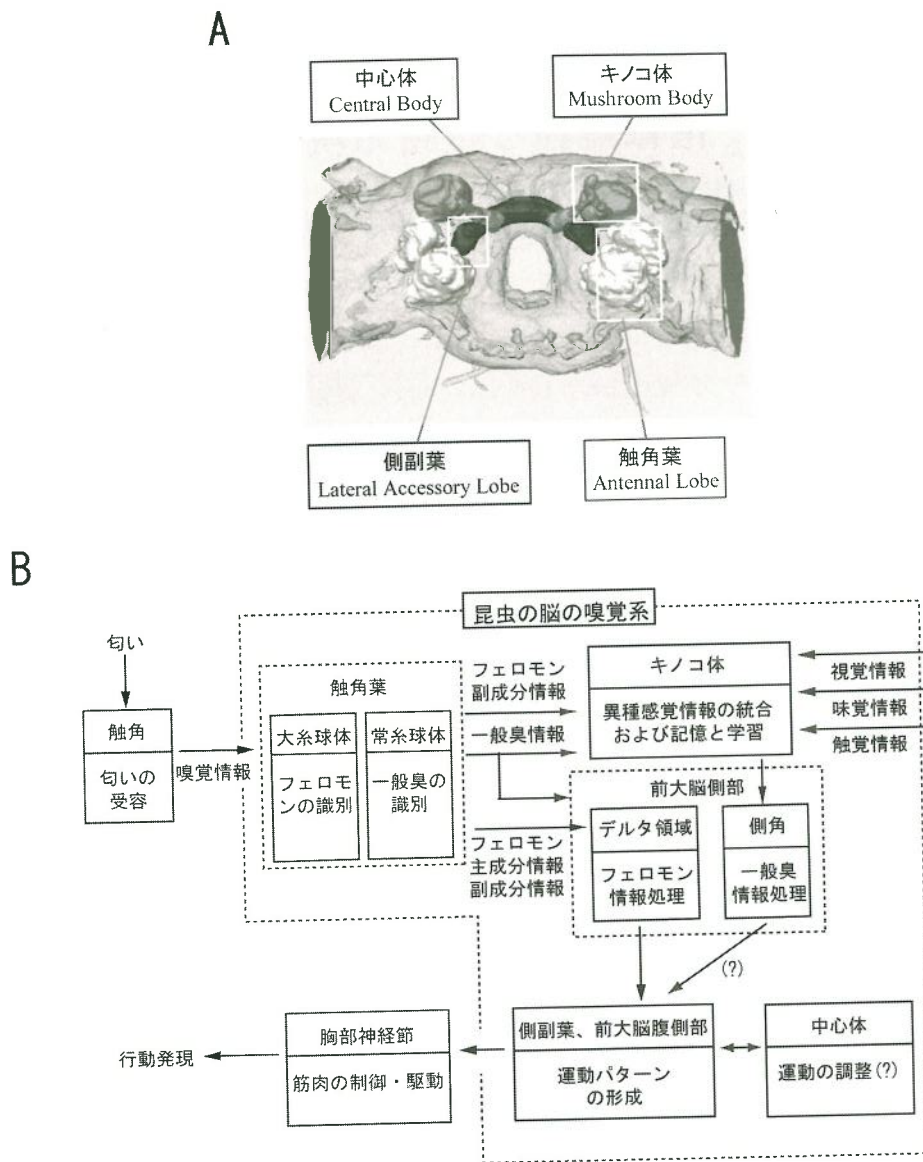 A
中心体
Central Body
キノコ体
Mushroom Body
側副葉
Lateral Accessory Lobe
触角葉
Antennal Lobe
B
昆虫の脳の嗅覚系
匂い
触角
匂いの
受容
嗅覚情報
触角葉
大糸球体
フェロモ
ンの識別
常糸球体
一般臭の
識別
フェロモン
副成分情報
一般臭情報
フェロモン
主成分情報
副成分情報
キノコ体
異種感覚情報の統合
および記憶と学習
視覚情報
味覚情報
触覚情報
前大脳側部
デルタ領域
フェロモン
情報処理
側角
一般臭
情報処理
(?)
側副葉、前大脳腹側部
運動パターン
の形成
中心体
運動の調整(?)
胸部神経節
筋肉の制御・駆動
行動発現